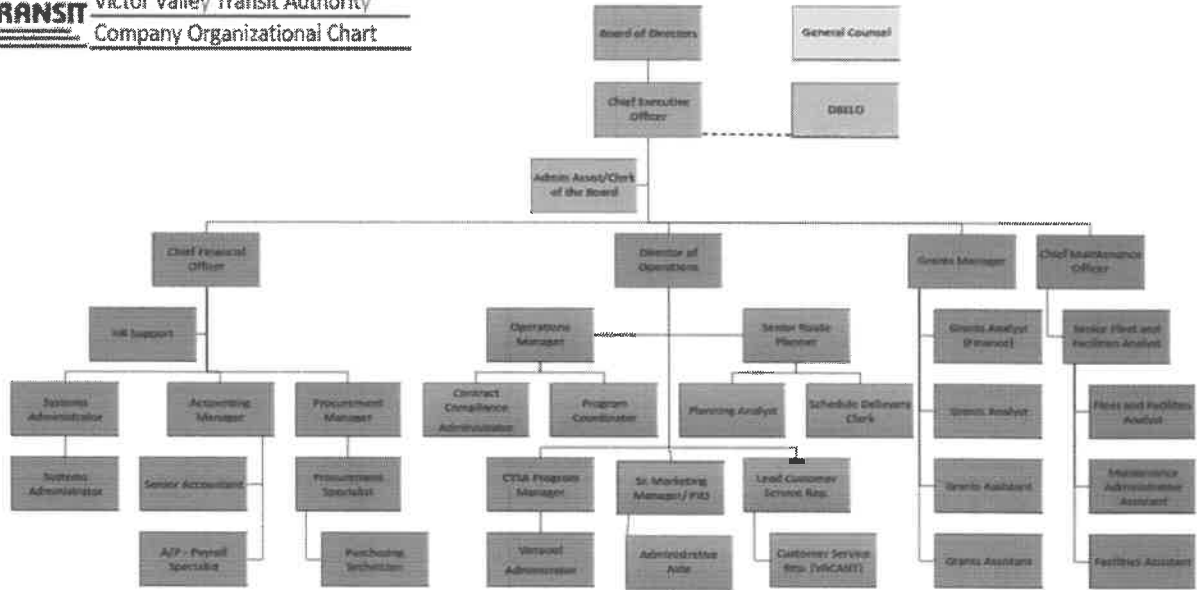 TRANSIT
Victor Valley Transit Authority
Company Organizational Chart
Board of Directors
General Counsel
Chief Executive
Officer
DBELO
Admin Assist/Clerk
of the Board
Chief Financial
Officer
Director of
Operations
Grants Manager
Chief Maintenance
Officer
HR Support
Operations
Manager
Senior Route
Planner
Grants Analyst
(Finance)
Senior Fleet and
Facilities Analyst
Systems
Administrator
Accounting
Manager
Procurement
Manager
Contract
Compliance
Administrator
Program
Coordinator
Planning Analyst
Schedule Delivery
Clerk
Grants Analyst
Fleet and Facilities
Analyst
Systems
Administrator
Senior Accountant
Procurement
Specialist
CTSA Program
Manager
Sr. Marketing
Manager/ PIO
Lead Customer
Service Rep.
Grants Assistant
Maintenance
Administrative
Assistant
A/P - Payroll
Specialist
Purchasing
Technician
Vanpool
Administrator
Administrative
Aide
Customer Service
Rep. (VACANT)
Grants Assistant
Facilities Assistant